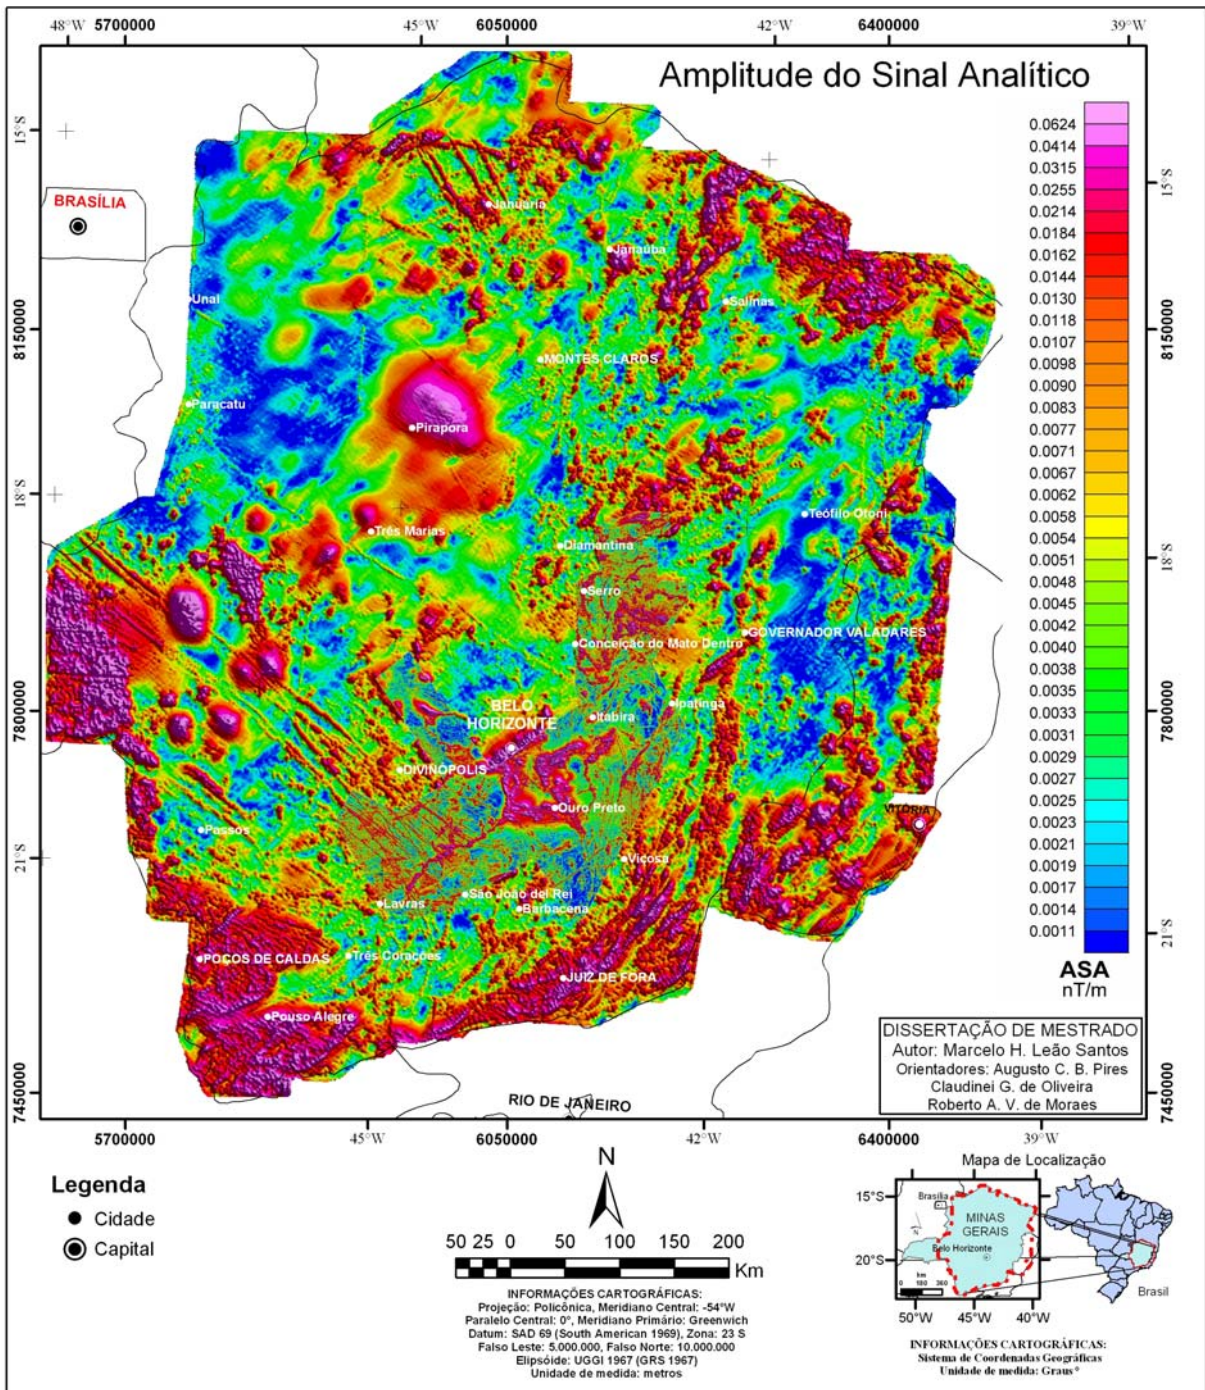 48°W
5700000
45°W
6050000
42°W
6400000
39°W
Amplitude do Sinal Analítico
15°S
BRASÍLIA
Januária
Janaúba
Unaí
Salinas
8150000
MONTES CLAROS
Paracatu
Pirapora
18°S
Três Marias
Teófilo Otoni
Diamantina
Serro
Conceição do Mato Dentro
GOVERNADOR VALADARES
7800000
BELO
HORIZONTE
Itabira
Ipatinga
DIVINÓPOLIS
Ouro Preto
VITÓRIA
Passos
21°S
Viçosa
São João del Rei
Lavras
Barbacena
POÇOS DE CALDAS
Três Corações
JUIZ DE FORA
Pouso Alegre
7450000
RIO DE JANEIRO
0.0624
0.0414
0.0315
0.0255
0.0214
0.0184
0.0162
0.0144
0.0130
0.0118
0.0107
0.0098
0.0090
0.0083
0.0077
0.0071
0.0067
0.0062
0.0058
0.0054
0.0051
0.0048
0.0045
0.0042
0.0040
0.0038
0.0035
0.0033
0.0031
0.0029
0.0027
0.0025
0.0023
0.0021
0.0019
0.0017
0.0014
0.0011
ASA
nT/m
15°S
8150000
18°S
7800000
21°S
7450000
DISSERTAÇÃO DE MESTRADO
Autor: Marcelo H. Leão Santos
Orientadores: Augusto C. B. Pires
Claudinei G. de Oliveira
Roberto A. V. de Moraes
5700000
45°W
6050000
42°W
6400000
39°W
Legenda
Cidade
Capital
N
50 25 0 50 100 150 200
Km
INFORMAÇÕES CARTOGRÁFICAS:
Projeção: Policônica, Meridiano Central: -54°W
Paralelo Central: 0°, Meridiano Primário: Greenwich
Datum: SAD 69 (South American 1969), Zona: 23 S
Falso Leste: 5.000.000, Falso Norte: 10.000.000
Elipsóide: UGGI 1967 (GRS 1967)
Unidade de medida: metros
Mapa de Localização
15°S
20°S
Brasília
MINAS
GERAIS
Belo Horizonte
N
km
0 180 360
50°W
45°W
40°W
Brasil
INFORMAÇÕES CARTOGRÁFICAS:
Sistema de Coordenadas Geográficas
Unidade de medida: Graus°